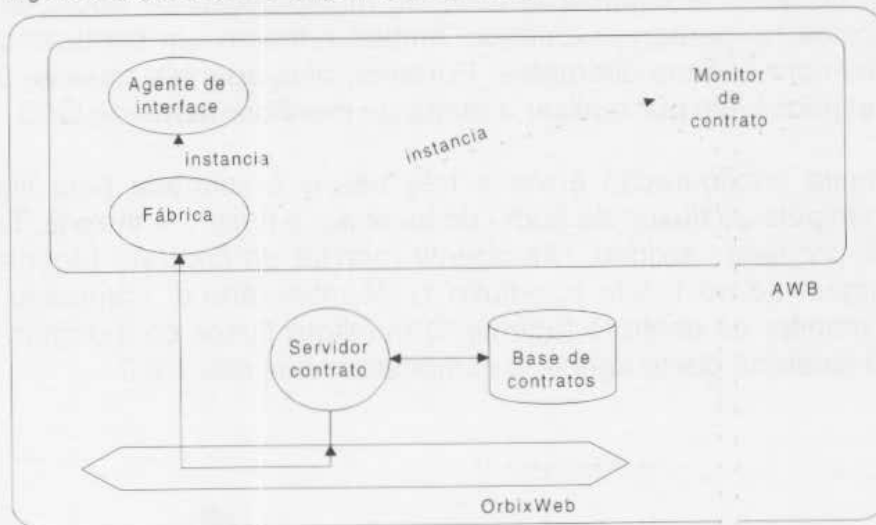 Agente de
interface
Monitor
de
contrato
instancia
instancia
Fábrica
AWB
Servidor
contrato
Base de
contratos
OrbixWeb